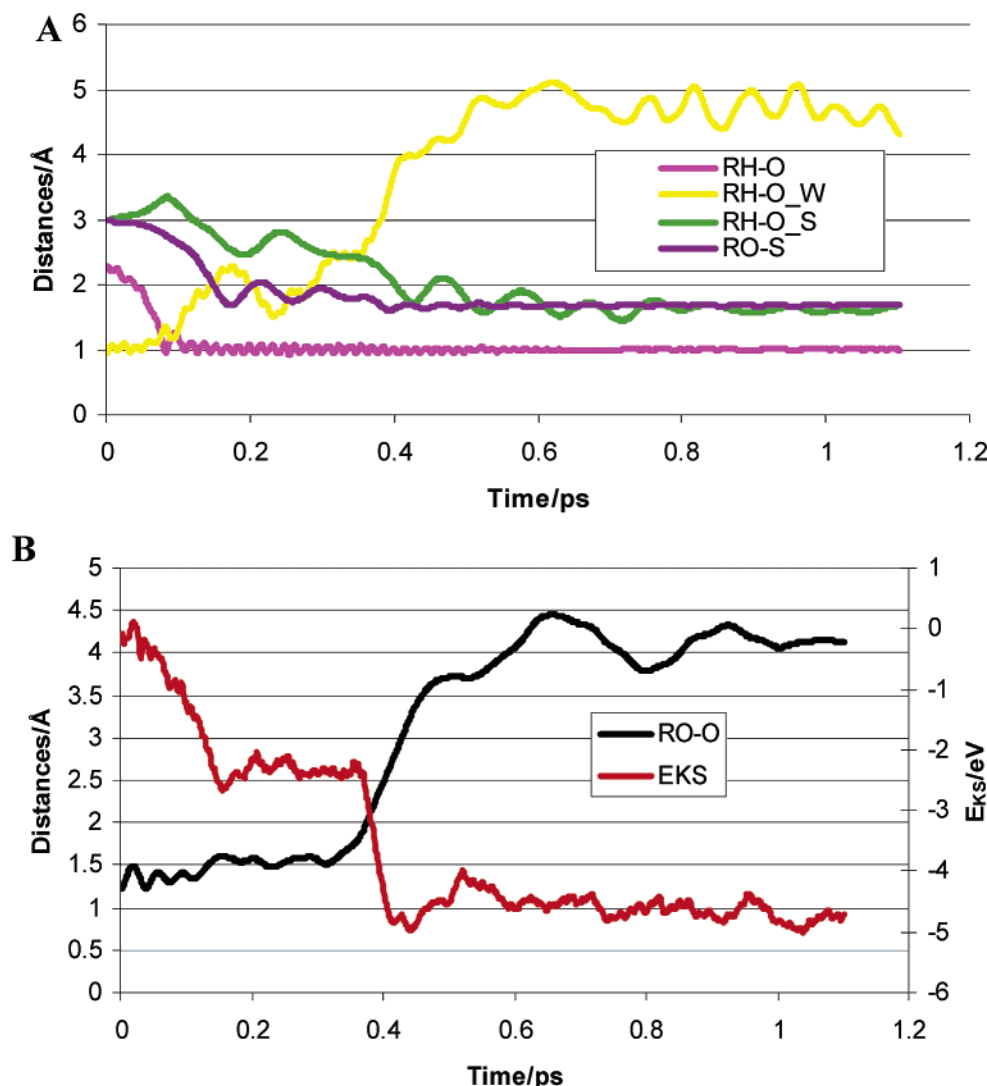 A
6
5
4
3
2
1
0
Distances/Å
RH-O
RH-O_W
RH-O_S
RO-S
0 0.2 0.4 0.6 0.8 1 1.2
Time/ps
B
5
4.5
4
3.5
3
2.5
2
1.5
1
0.5
0
Distances/Å
RO-O
EKS
1
0
-1
-2
-3
-4
-5
-6
EKS/eV
0 0.2 0.4 0.6 0.8 1 1.2
Time/ps